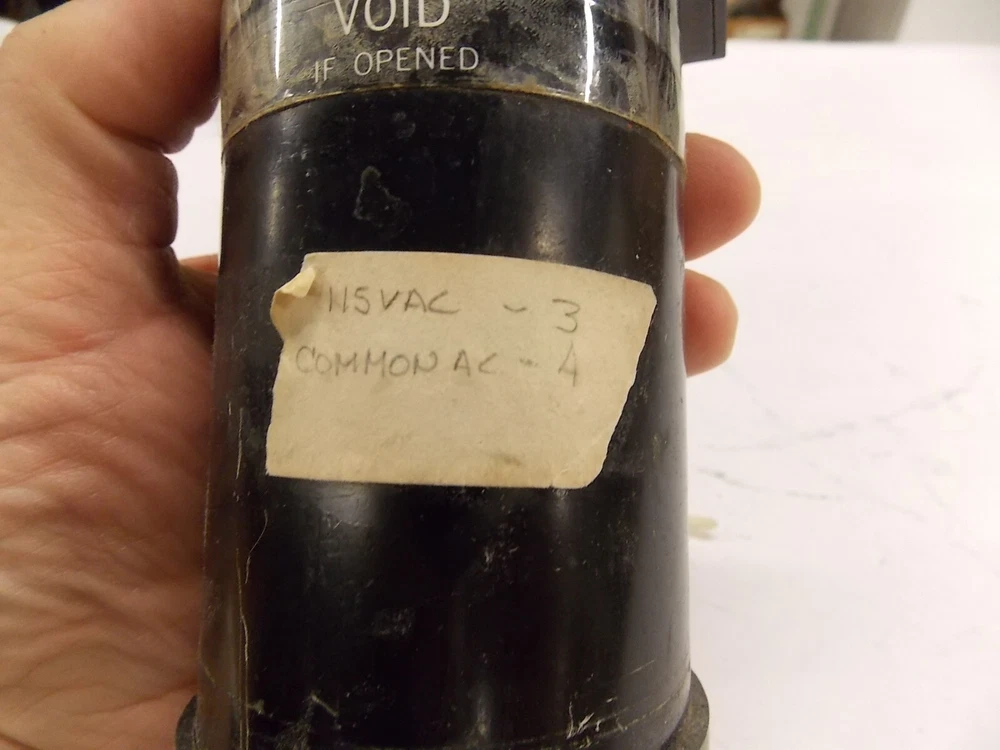 VOID
IF OPENED
115VAC - 3
COMMON AC - 4